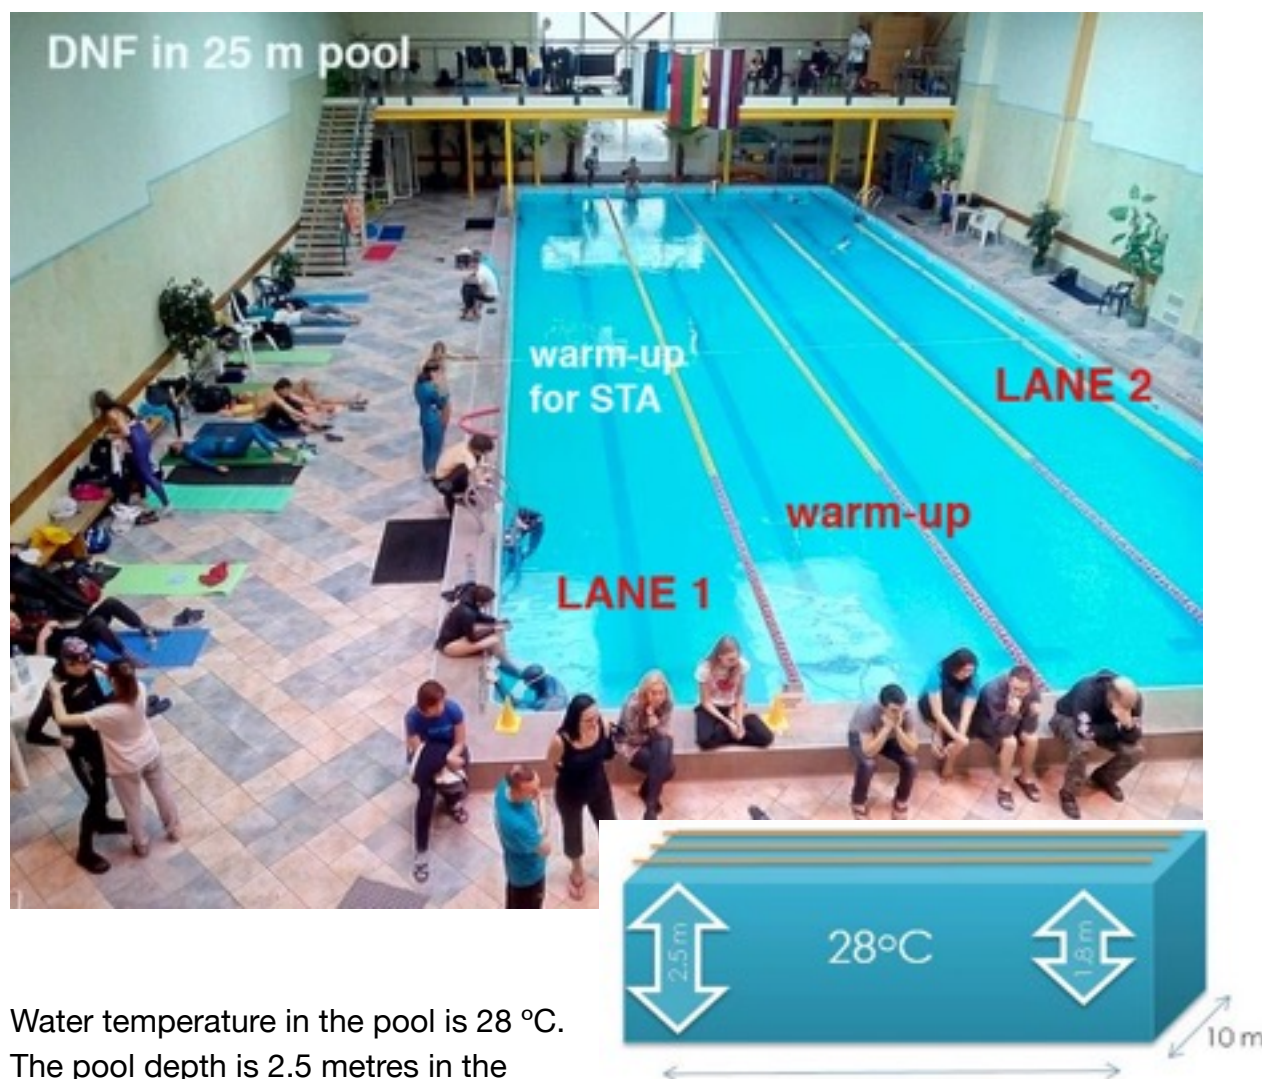 DNF in 25 m pool
warm-up
for STA
LANE 2
warm-up
LANE 1
2.5 m
28°C
1.8 m
10 m
Water temperature in the pool is 28 ºC.
The pool depth is 2.5 metres in the